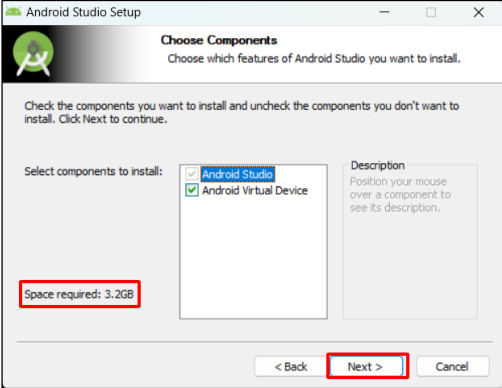 Android Studio Setup
Choose Components
Choose which features of Android Studio you want to install.
Check the components you want to install and uncheck the components you don't want to
install. Click Next to continue.
Select components to install:
Android Studio
Android Virtual Device
Description
Position your mouse
over a component to
see its description.
Space required: 3.2GB
< Back
Next >
Cancel